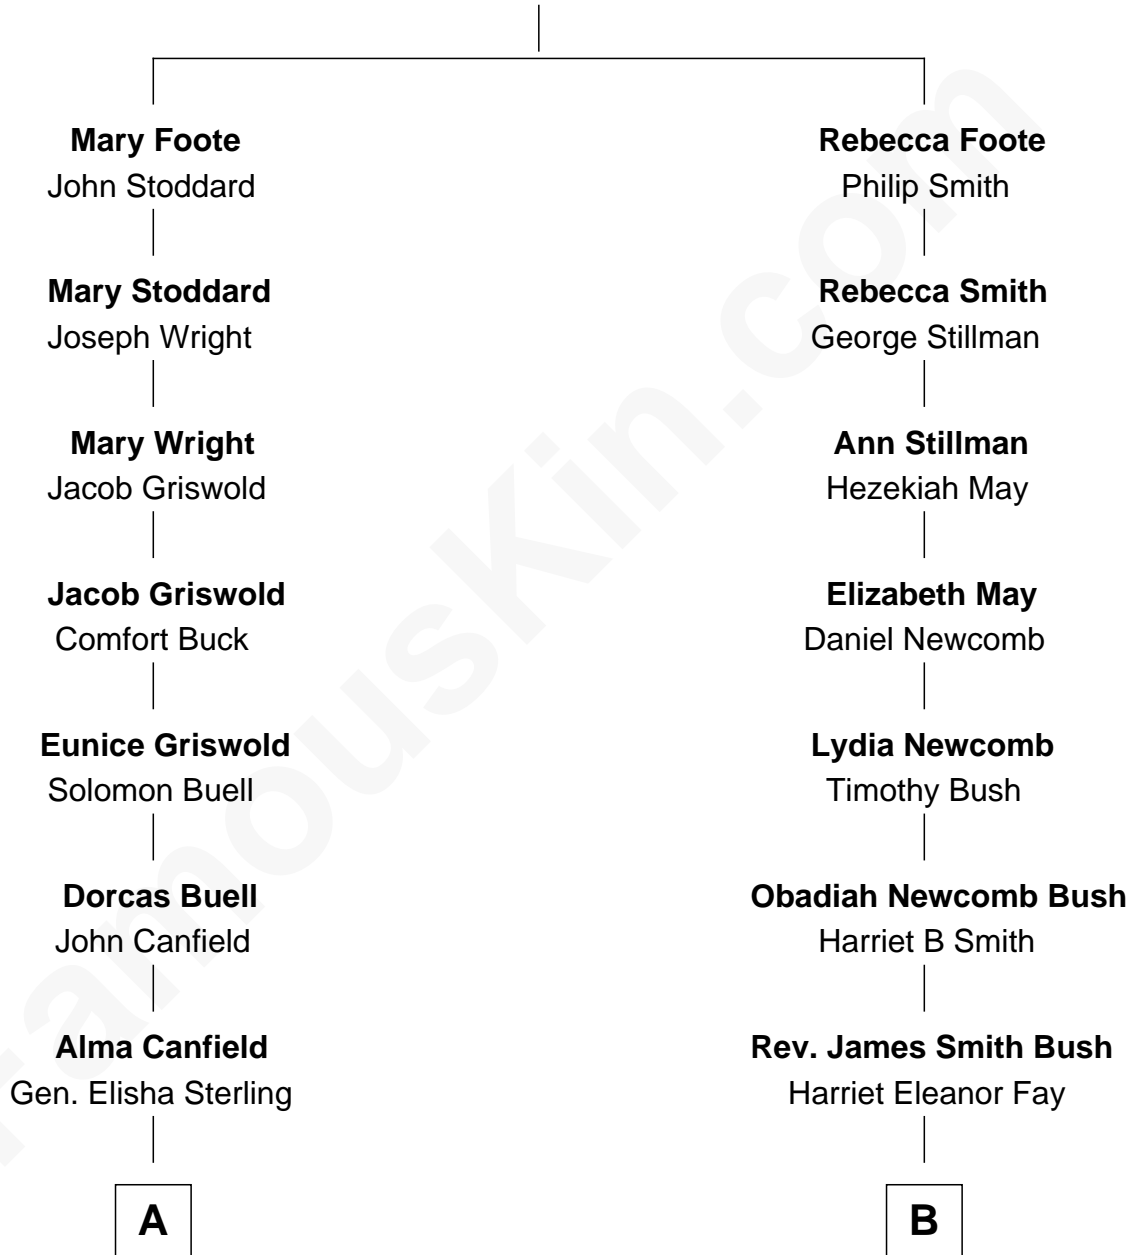 Mary Foote
John Stoddard
Mary Stoddard
Joseph Wright
Mary Wright
Jacob Griswold
Jacob Griswold
Comfort Buck
Eunice Griswold
Solomon Buell
Dorcas Buell
John Canfield
Alma Canfield
Gen. Elisha Sterling
A
Rebecca Foote
Philip Smith
Rebecca Smith
George Stillman
Ann Stillman
Hezekiah May
Elizabeth May
Daniel Newcomb
Lydia Newcomb
Timothy Bush
Obadiah Newcomb Bush
Harriet B Smith
Rev. James Smith Bush
Harriet Eleanor Fay
B
FamousKin.com